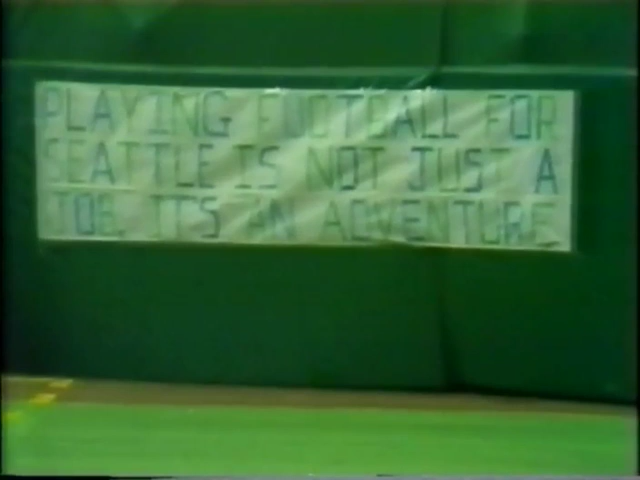 PLAYING FOOTBALL FOR
SEATTLE IS NOT JUST A
JOB. IT'S AN ADVENTURE